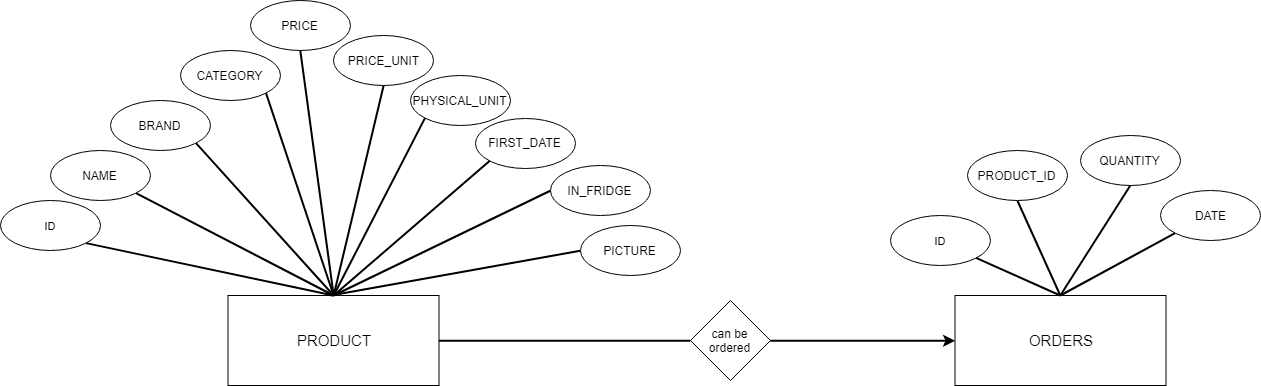 PRICE
PRICE_UNIT
CATEGORY
PHYSICAL_UNIT
BRAND
FIRST_DATE
NAME
IN_FRIDGE
ID
PICTURE
PRODUCT
can be
ordered
QUANTITY
PRODUCT_ID
DATE
ID
ORDERS